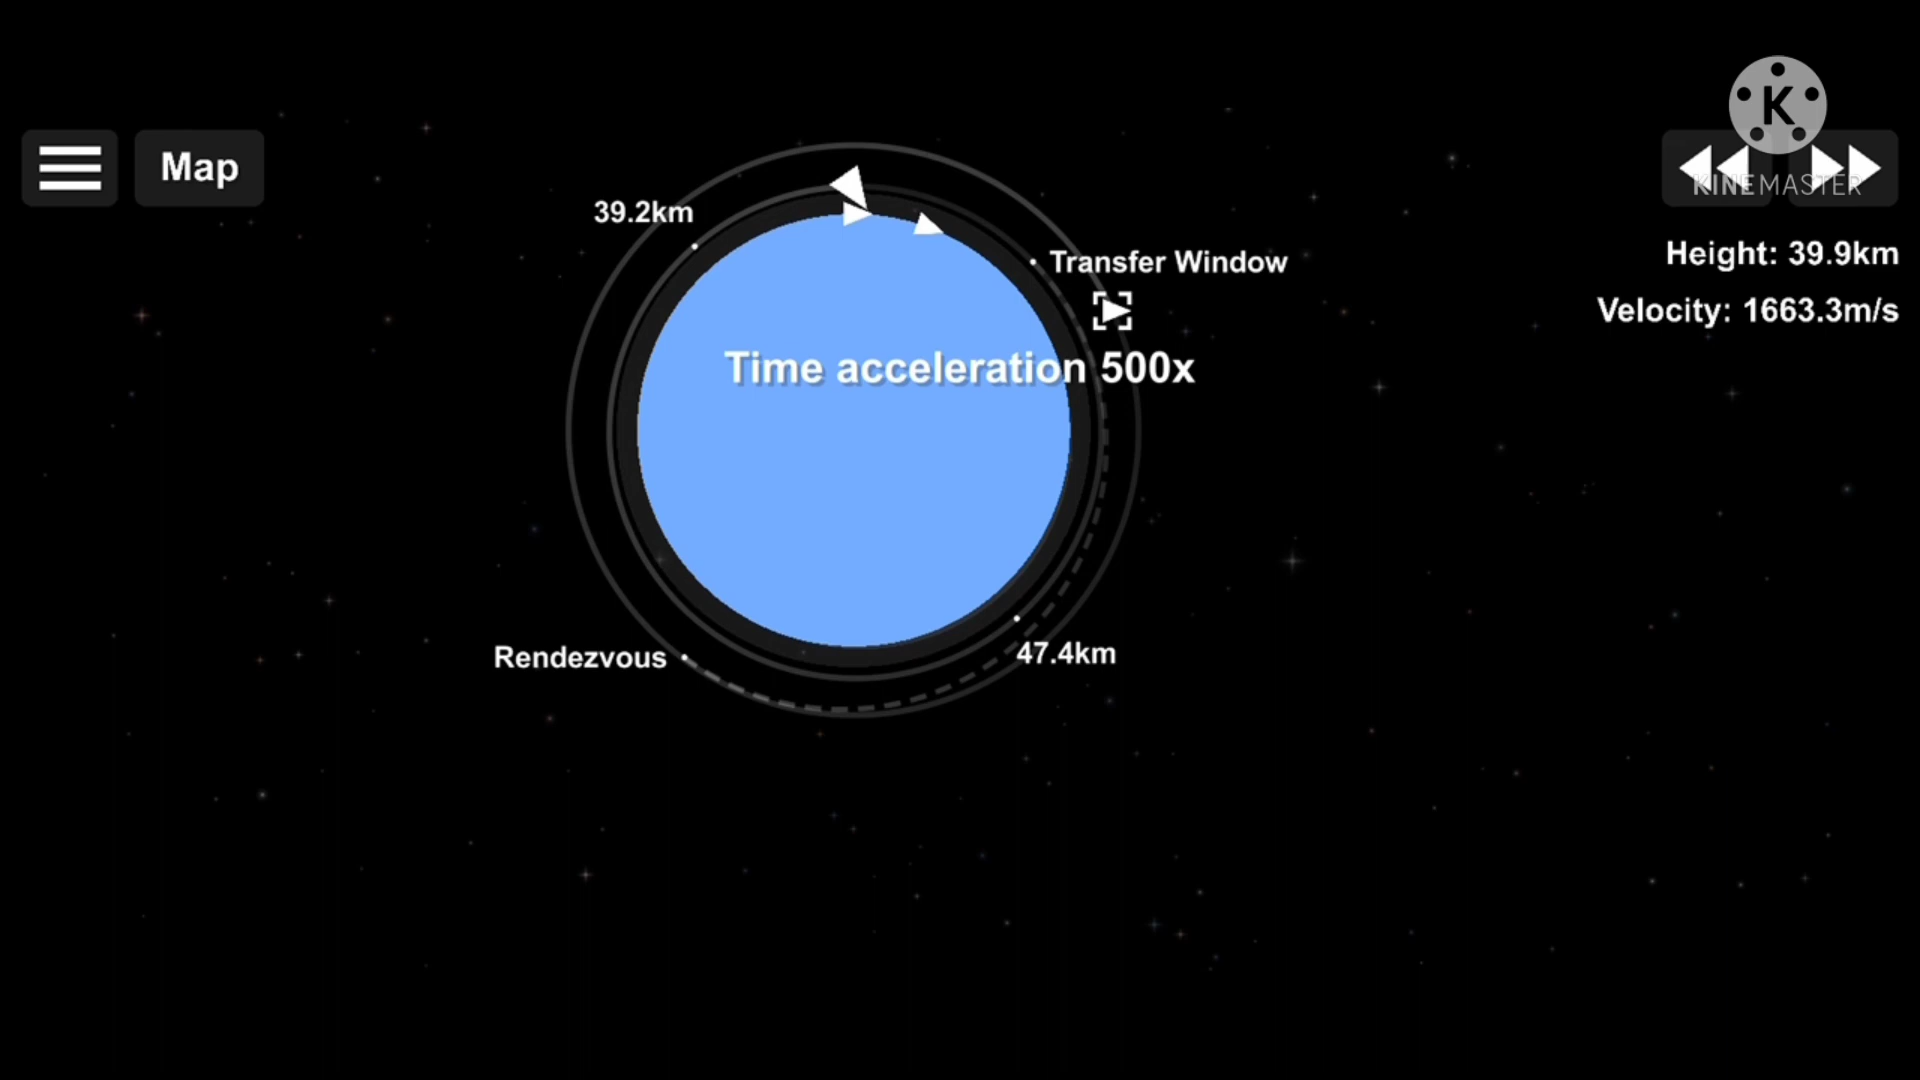 Map
K
KINEMASTER
39.2km
Height: 39.9km
Transfer Window
Velocity: 1663.3m/s
Time acceleration 500x
Rendezvous
47.4km